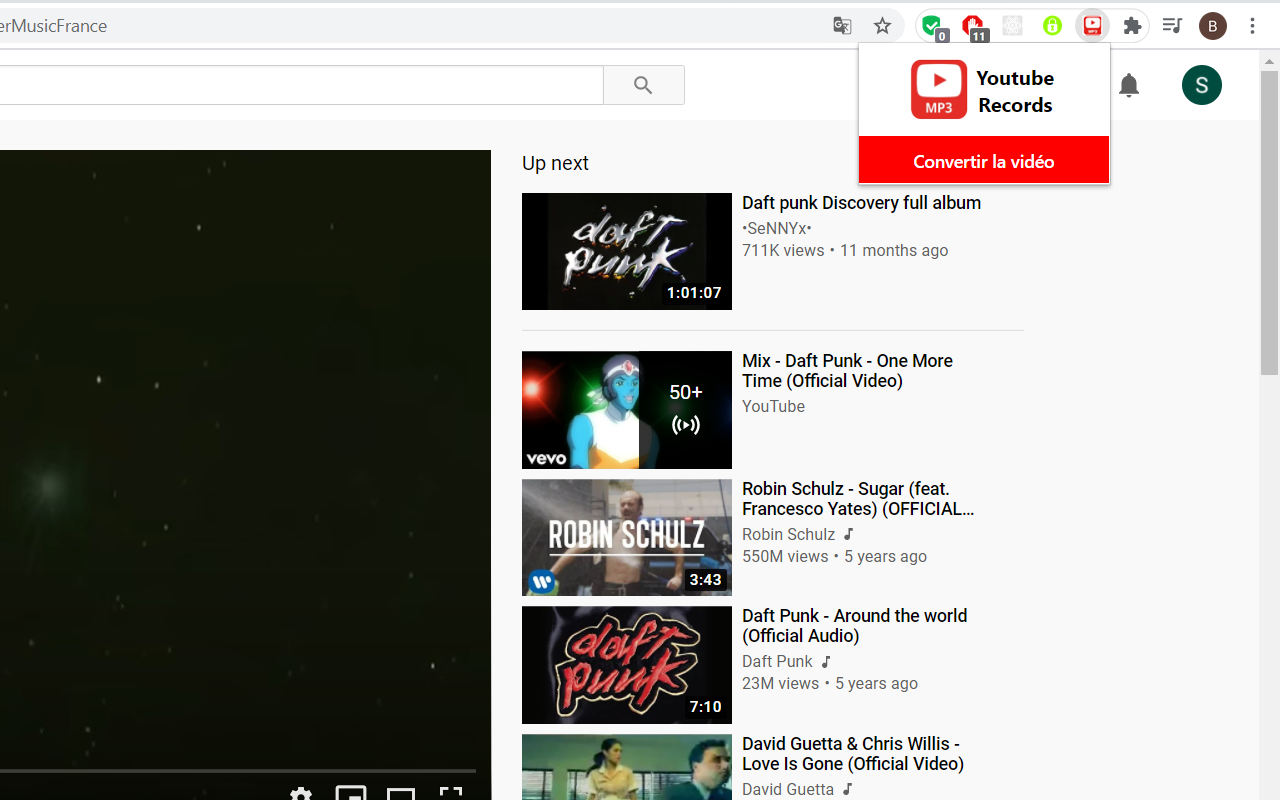 erMusicFrance
0
11
MP3
B
MP3
Youtube
Records
Convertir la vidéo
S
Up next
daft
punk
1:01:07
Daft punk Discovery full album
•SeNNYx•
711K views • 11 months ago
50+
vevo
Mix - Daft Punk - One More
Time (Official Video)
YouTube
ROBIN SCHULZ
3:43
Robin Schulz - Sugar (feat.
Francesco Yates) (OFFICIAL...
Robin Schulz
550M views • 5 years ago
daft
punk
7:10
Daft Punk - Around the world
(Official Audio)
Daft Punk
23M views • 5 years ago
David Guetta & Chris Willis -
Love Is Gone (Official Video)
David Guetta